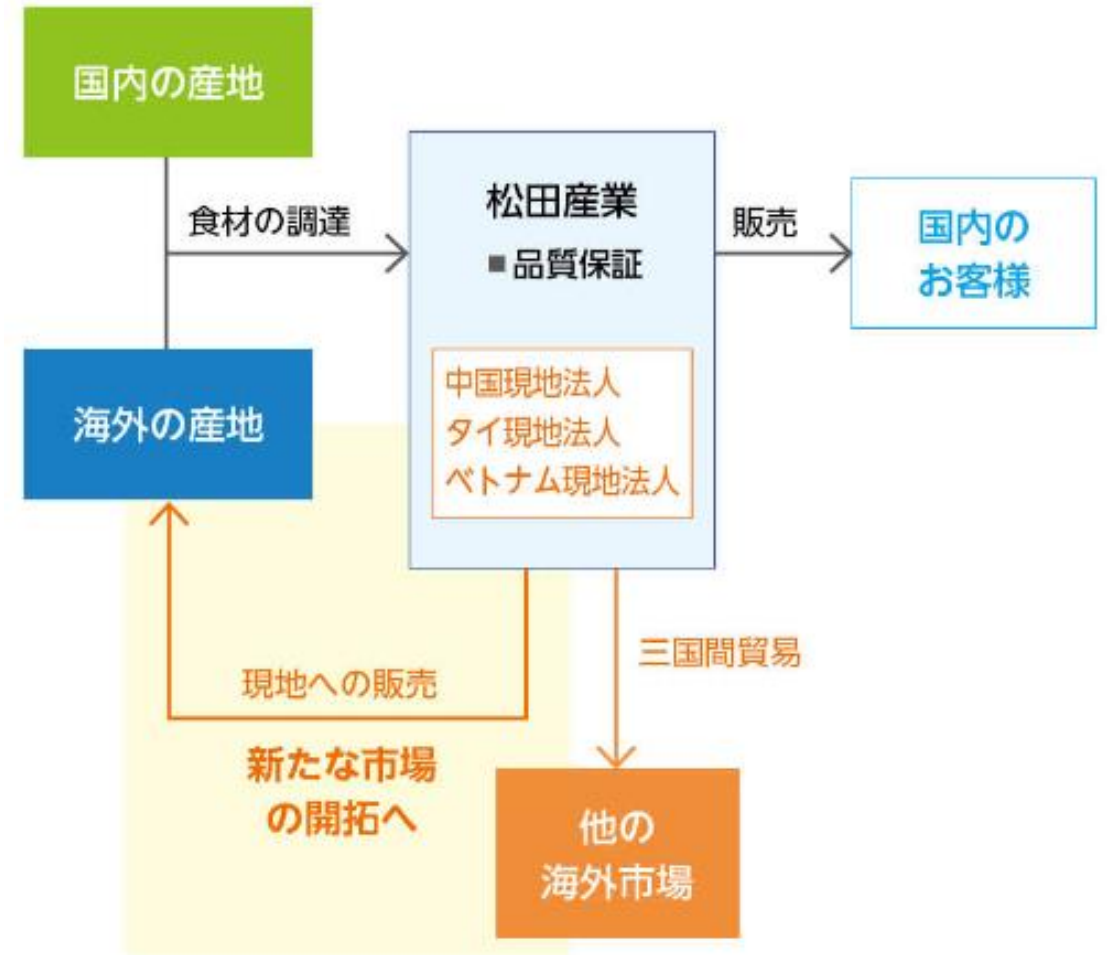 国内の産地
食材の調達
松田産業
■品質保証
販売
国内の
お客様
海外の産地
中国現地法人
タイ現地法人
ベトナム現地法人
現地への販売
三国間貿易
新たな市場
の開拓へ
他の
海外市場